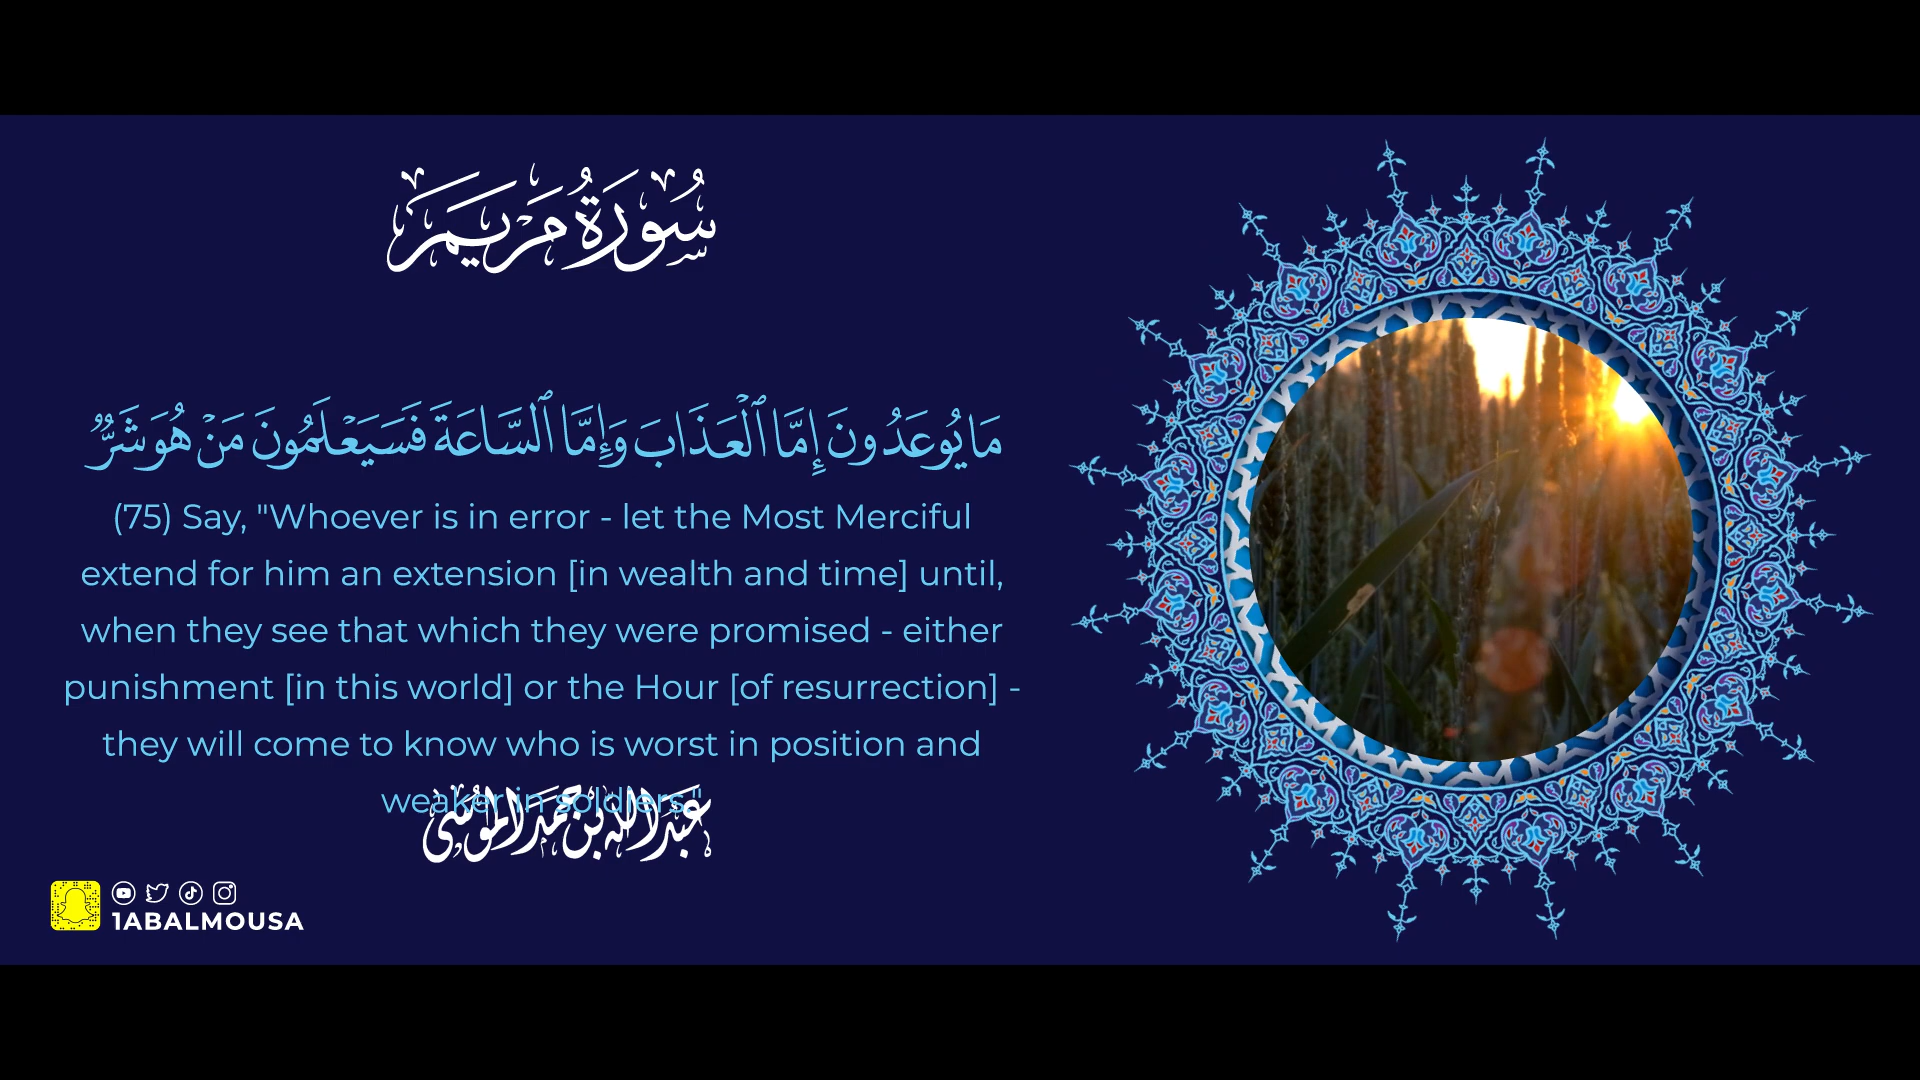 سُورَةُ مَرْيَمَ
مَا يُوعَدُونَ إِمَّا ٱلْعَذَابَ وَإِمَّا ٱلسَّاعَةَ فَسَيَعْلَمُونَ مَنْ هُوَ شَرٌّ
(75) Say, "Whoever is in error - let the Most Merciful
extend for him an extension [in wealth and time] until,
when they see that which they were promised - either
punishment [in this world] or the Hour [of resurrection] -
they will come to know who is worst in position and
weaker in soldiers."
عبدالله بن حمد الموسى
1ABALMOUSA